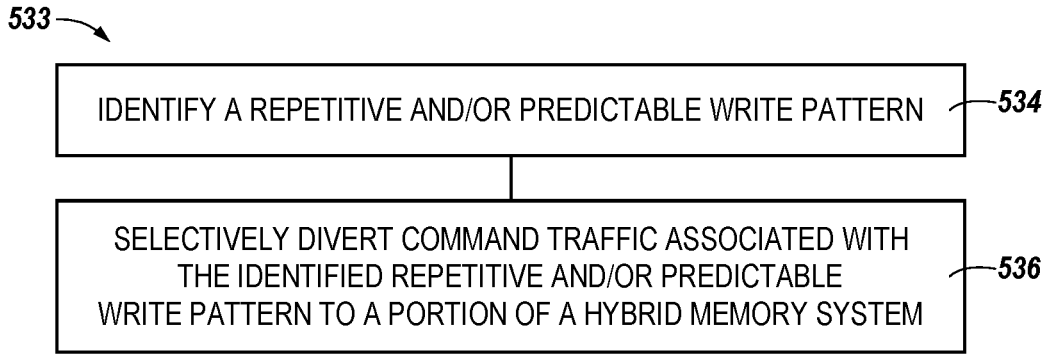 533
IDENTIFY A REPETITIVE AND/OR PREDICTABLE WRITE PATTERN
534
SELECTIVELY DIVERT COMMAND TRAFFIC ASSOCIATED WITH
THE IDENTIFIED REPETITIVE AND/OR PREDICTABLE
WRITE PATTERN TO A PORTION OF A HYBRID MEMORY SYSTEM
536